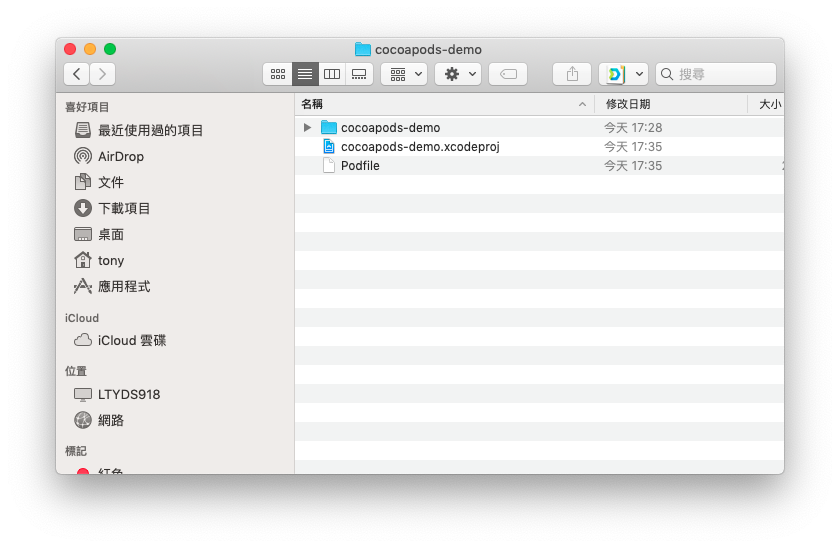 cocoapods-demo
搜尋
喜好項目
最近使用過的項目
AirDrop
文件
下載項目
桌面
tony
應用程式
iCloud
iCloud 雲碟
位置
LTYDS918
網路
標記
紅色
名稱 修改日期 大小
cocoapods-demo 今天 17:28
cocoapods-demo.xcodeproj 今天 17:35
Podfile 今天 17:35